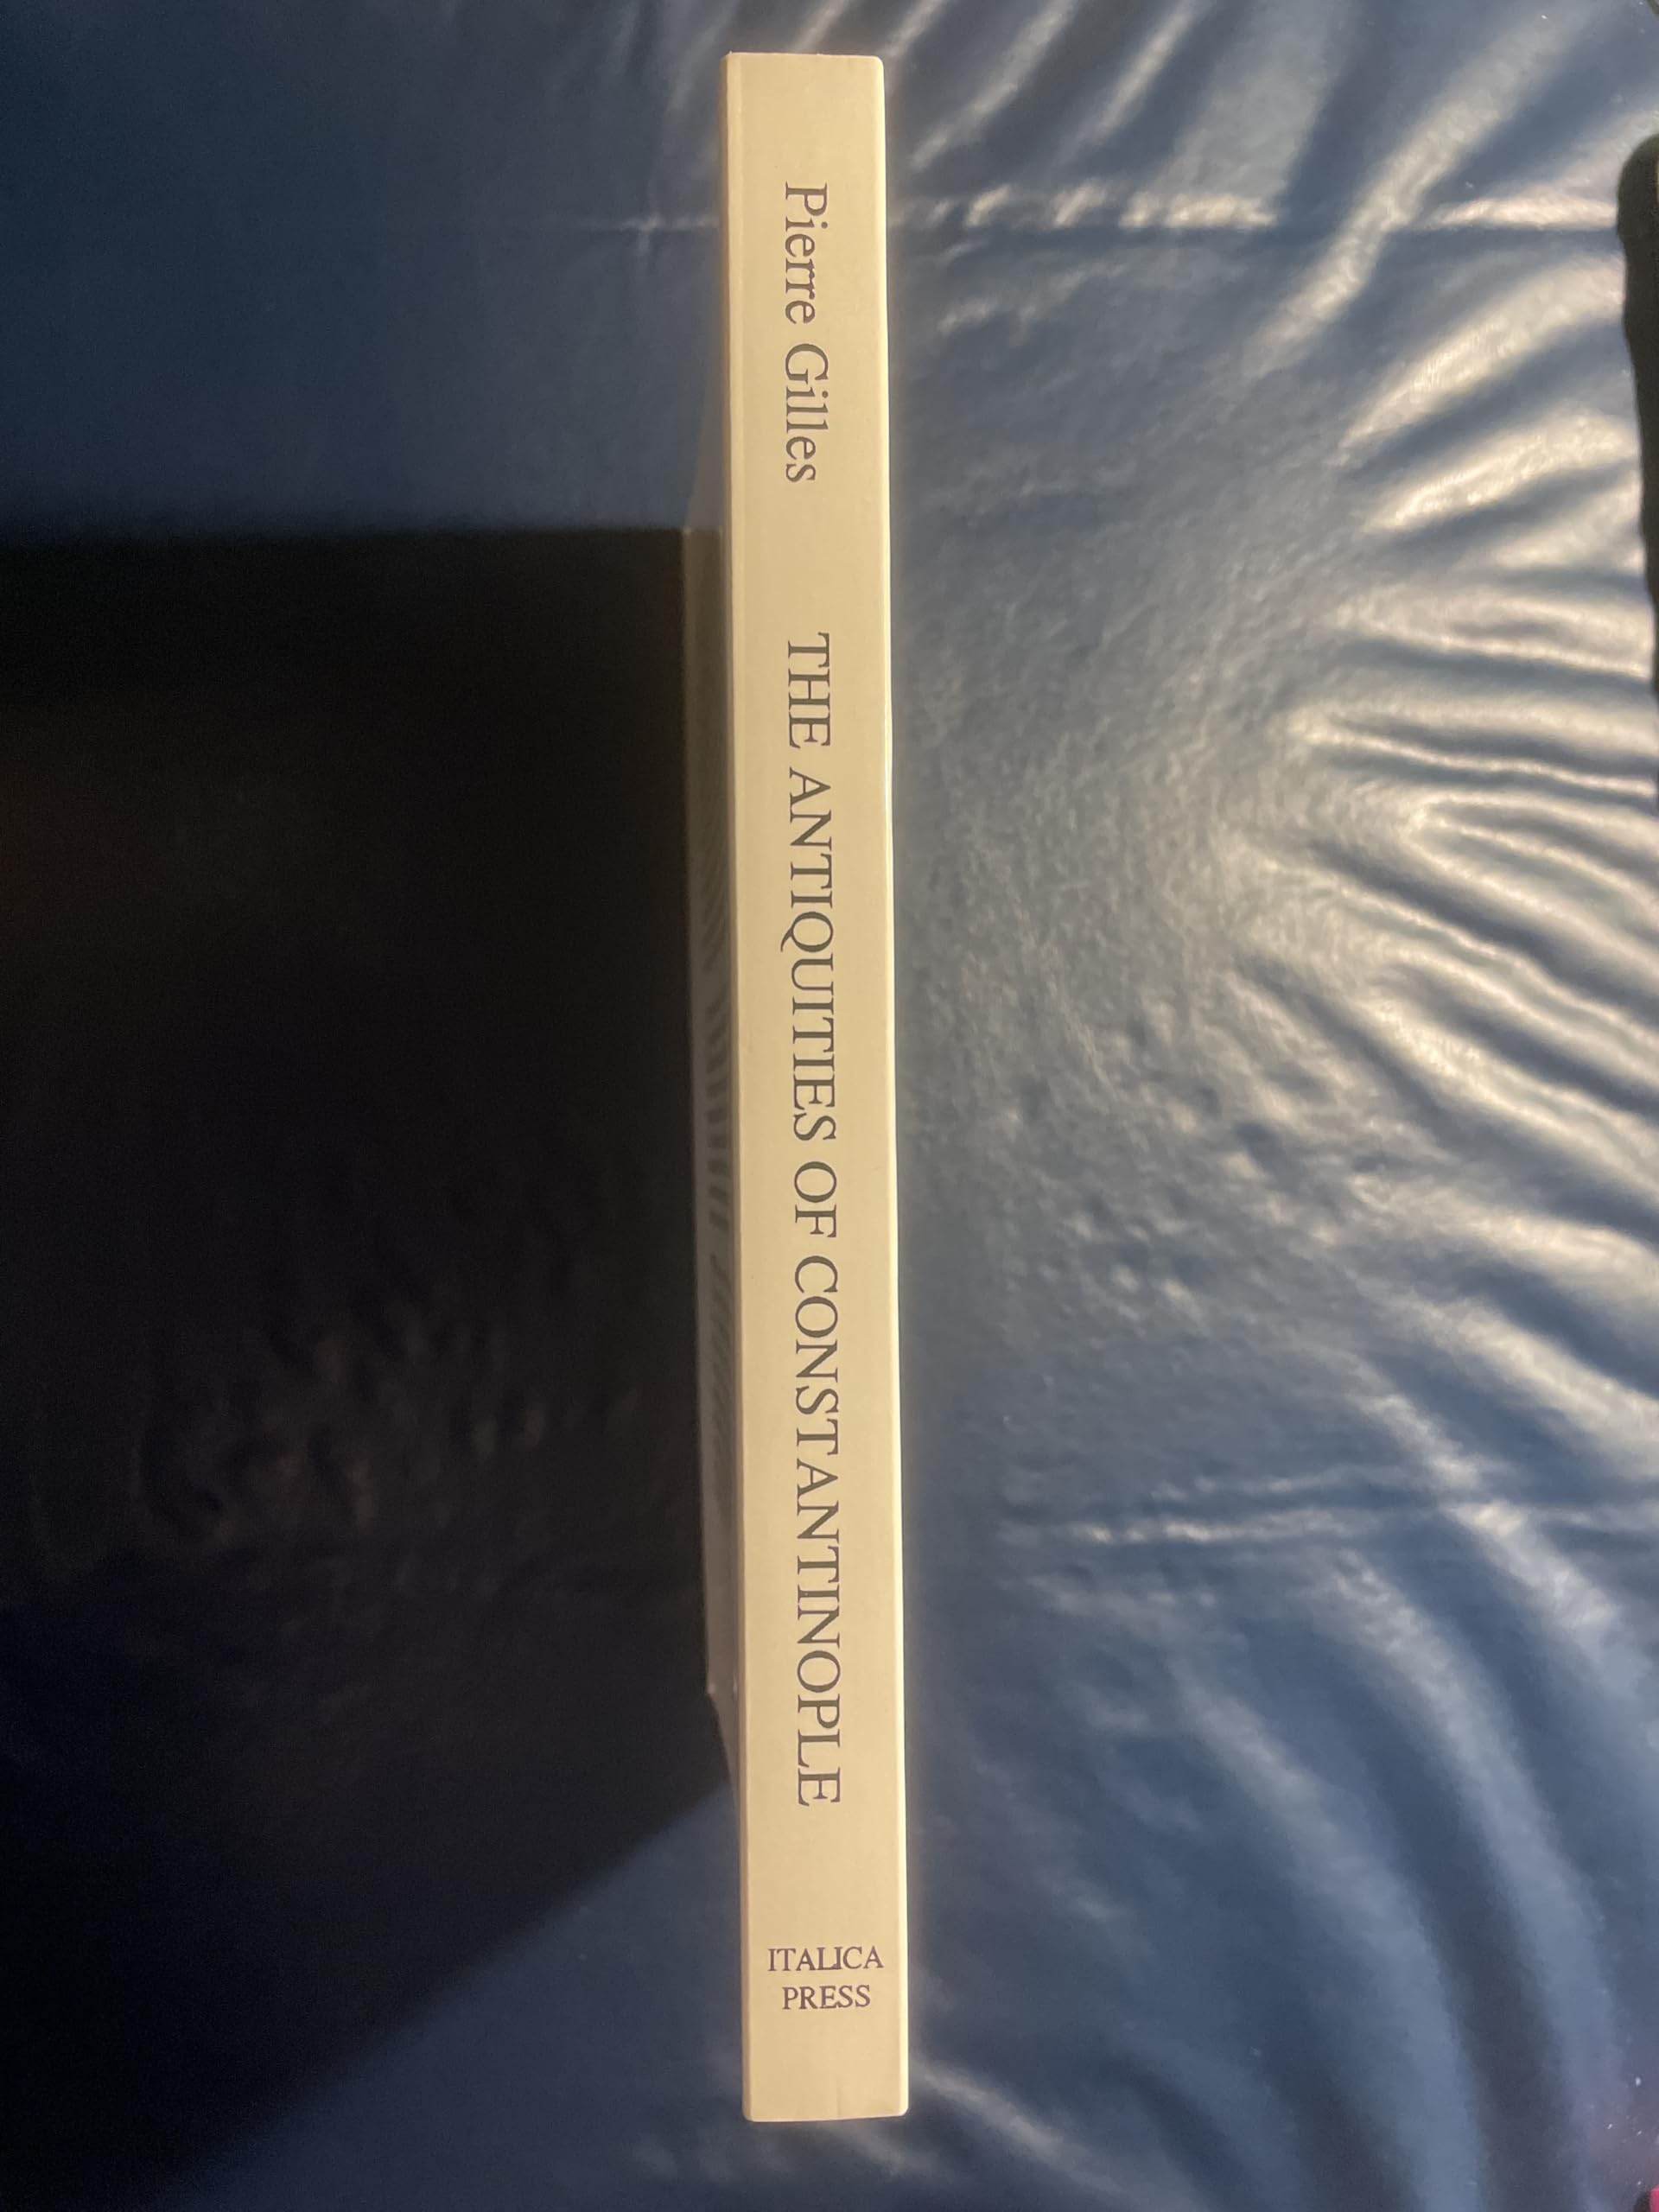 Pierre Gilles
THE ANTIQUITIES OF CONSTANTINOPLE
ITALICA
PRESS